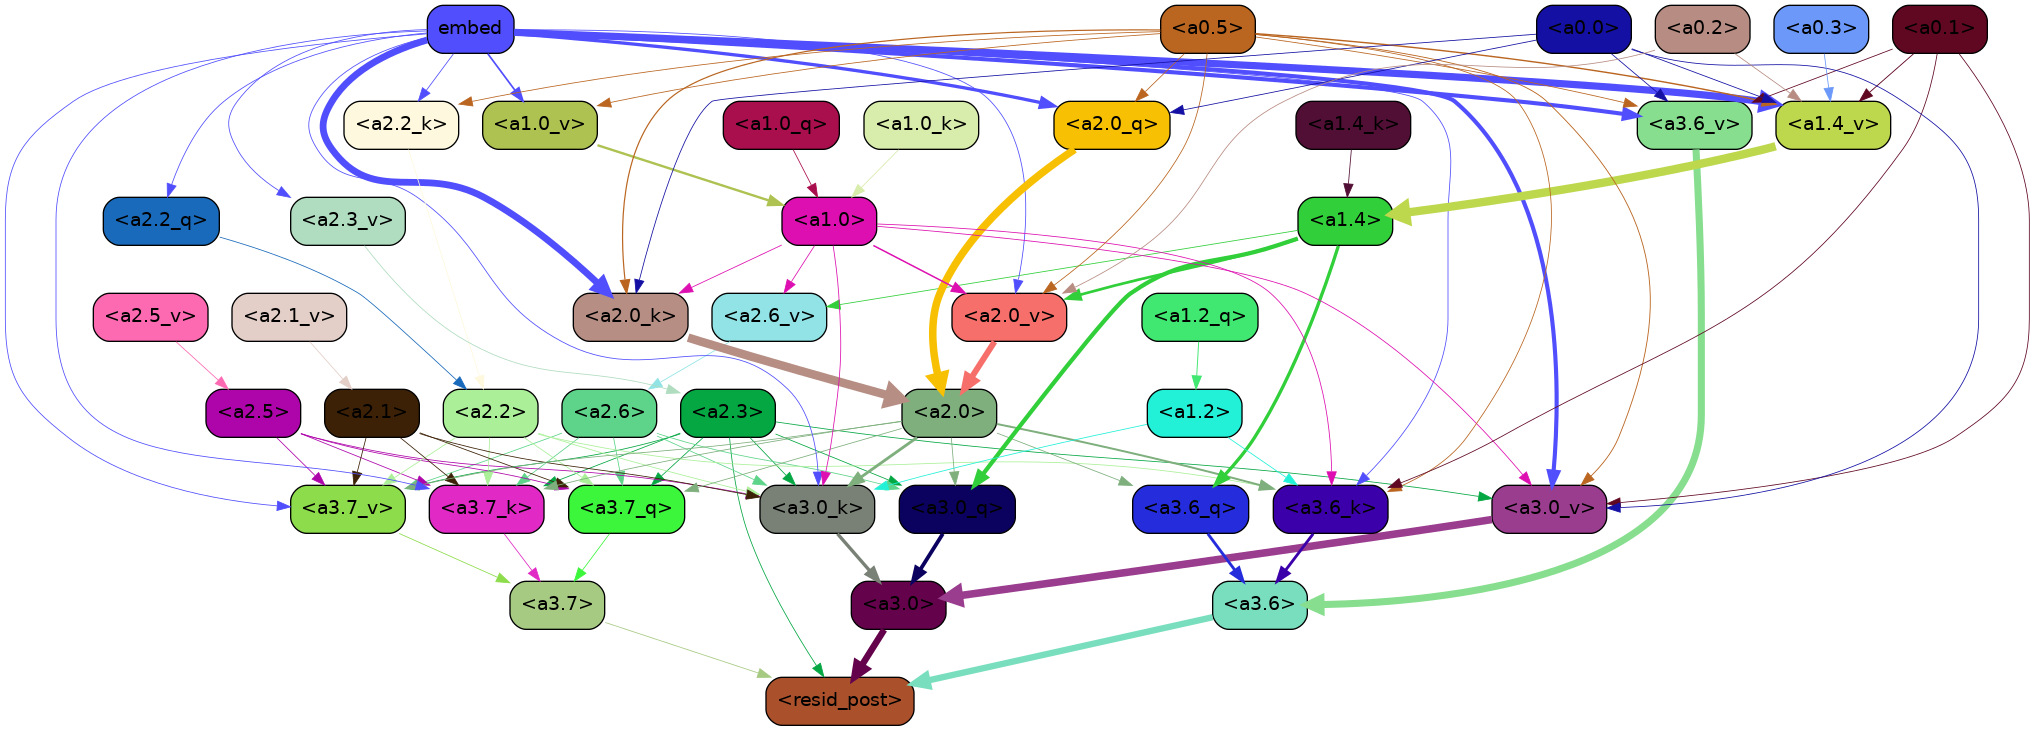 embed <a0.5> <a0.0> <a0.2> <a0.3> <a0.1>
<a2.2_k> <a1.0_v> <a1.0_q> <a1.0_k> <a2.0_q> <a1.4_k> <a3.6_v> <a1.4_v>
<a2.2_q> <a2.3_v> <a1.0> <a1.4>
<a2.5_v> <a2.1_v> <a2.0_k> <a2.6_v> <a2.0_v> <a1.2_q>
<a2.5> <a2.1> <a2.2> <a2.6> <a2.3> <a2.0> <a1.2>
<a3.7_v> <a3.7_k> <a3.7_q> <a3.0_k> <a3.0_q> <a3.6_q> <a3.6_k> <a3.0_v>
<a3.7> <a3.0> <a3.6>
<resid_post>